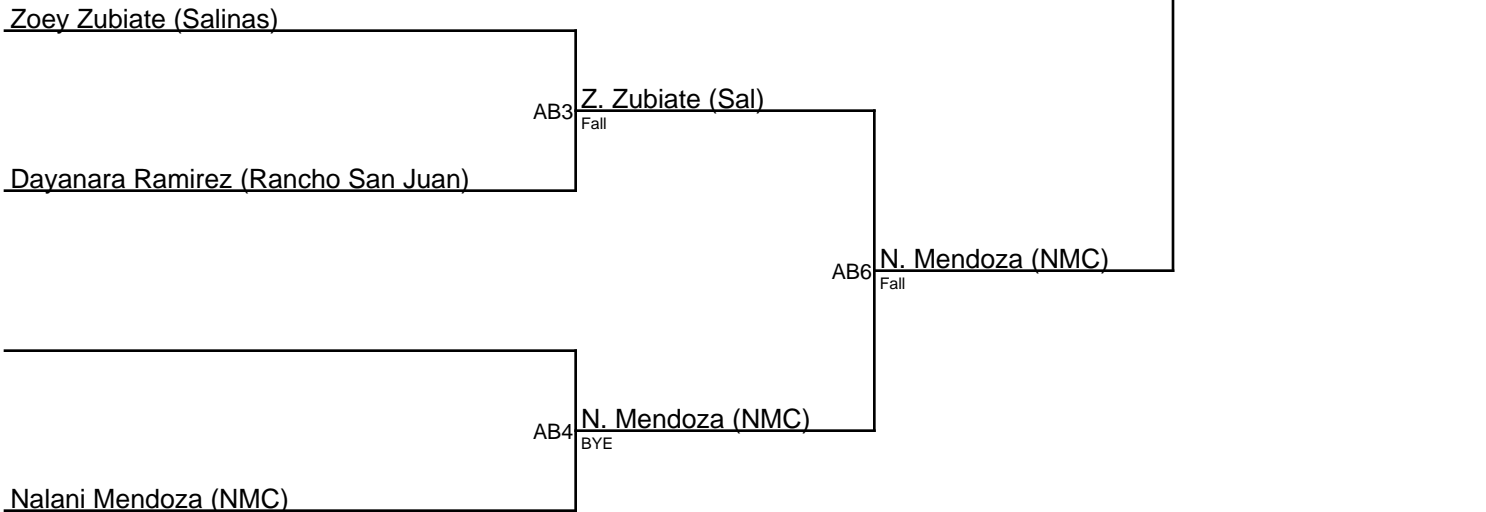 Zoey Zubiate (Salinas)
AB3
Z. Zubiate (Sal)
Fall
Dayanara Ramirez (Rancho San Juan)
AB6
N. Mendoza (NMC)
Fall
AB4
N. Mendoza (NMC)
BYE
Nalani Mendoza (NMC)